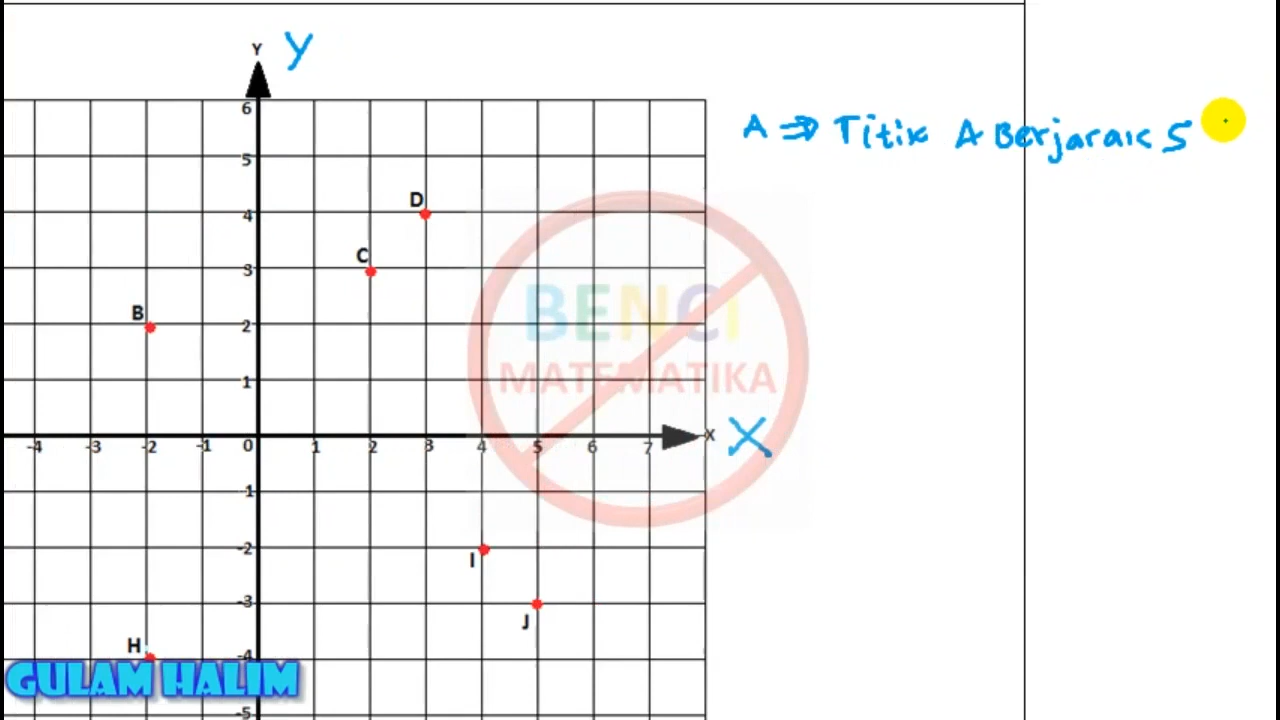 Y
Y
6
A ⇒ Titik A Berjarak 5
5
D
4
C
3
BENCI
B
2
MATEMATIKA
1
X
X
-4 -3 -2 -1 0 1 2 3 4 5 6 7
-1
-2
I
-3
J
H
-4
GULAM HALIM
-5